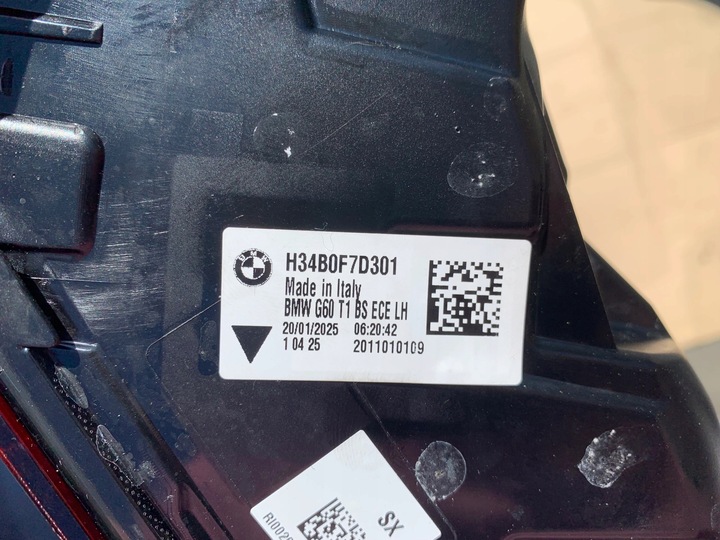 BMW
H34B0F7D301
Made in Italy
BMW G60 T1 BS ECE LH
20/01/2025 06:20:42
1 04 25 2011010109
SX